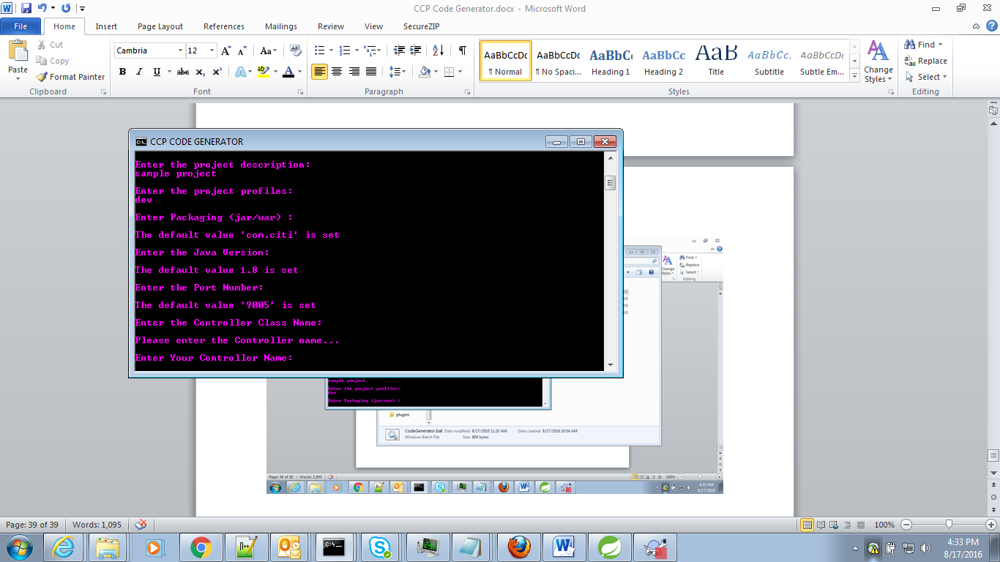 CCP Code Generator.docx - Microsoft Word
File Home Insert Page Layout References Mailings Review View SecureZIP
Paste
Cut
Copy
Format Painter
Clipboard
Cambria 12
Font
Paragraph
AaBbCcDc AaBbCcDc AaBbCc AaBbCc AaB AaBbCc. AaBbCcDc
¶ Normal ¶ No Spaci... Heading 1 Heading 2 Title Subtitle Subtle Em...
Styles
Change Styles
Find
Replace
Select
Editing
CCP CODE GENERATOR
Enter the project description:
sample project
Enter the project profiles:
dev
Enter Packaging (jar/war) :
The default value 'com.citi' is set
Enter the Java Version:
The default value 1.8 is set
Enter the Port Number:
The default value '9005' is set
Enter the Controller Class Name:
Please enter the Controller name...
Enter Your Controller Name:
Find
Replace
Select
Change
Styles
Editing
sample project
Enter the project profiles:
dev
Enter Packaging (jar/war) :
plugins
CodeGenerator.bat Date modified: 8/17/2016 11:20 AM Date created: 8/17/2016 10:54 AM
Windows Batch File Size: 804 bytes
Page: 38 of 38 Words: 1,095 100%
4:33 PM
8/17/2016
Page: 39 of 39 Words: 1,095 100%
4:33 PM
8/17/2016